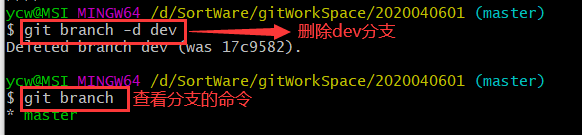 ycw@MSI MINGW64 /d/SortWare/gitWorkSpace/2020040601 (master)
$ git branch -d dev 删除dev分支
Deleted branch dev (was 17c9582).
ycw@MSI MINGW64 /d/SortWare/gitWorkSpace/2020040601 (master)
$ git branch 查看分支的命令
* master